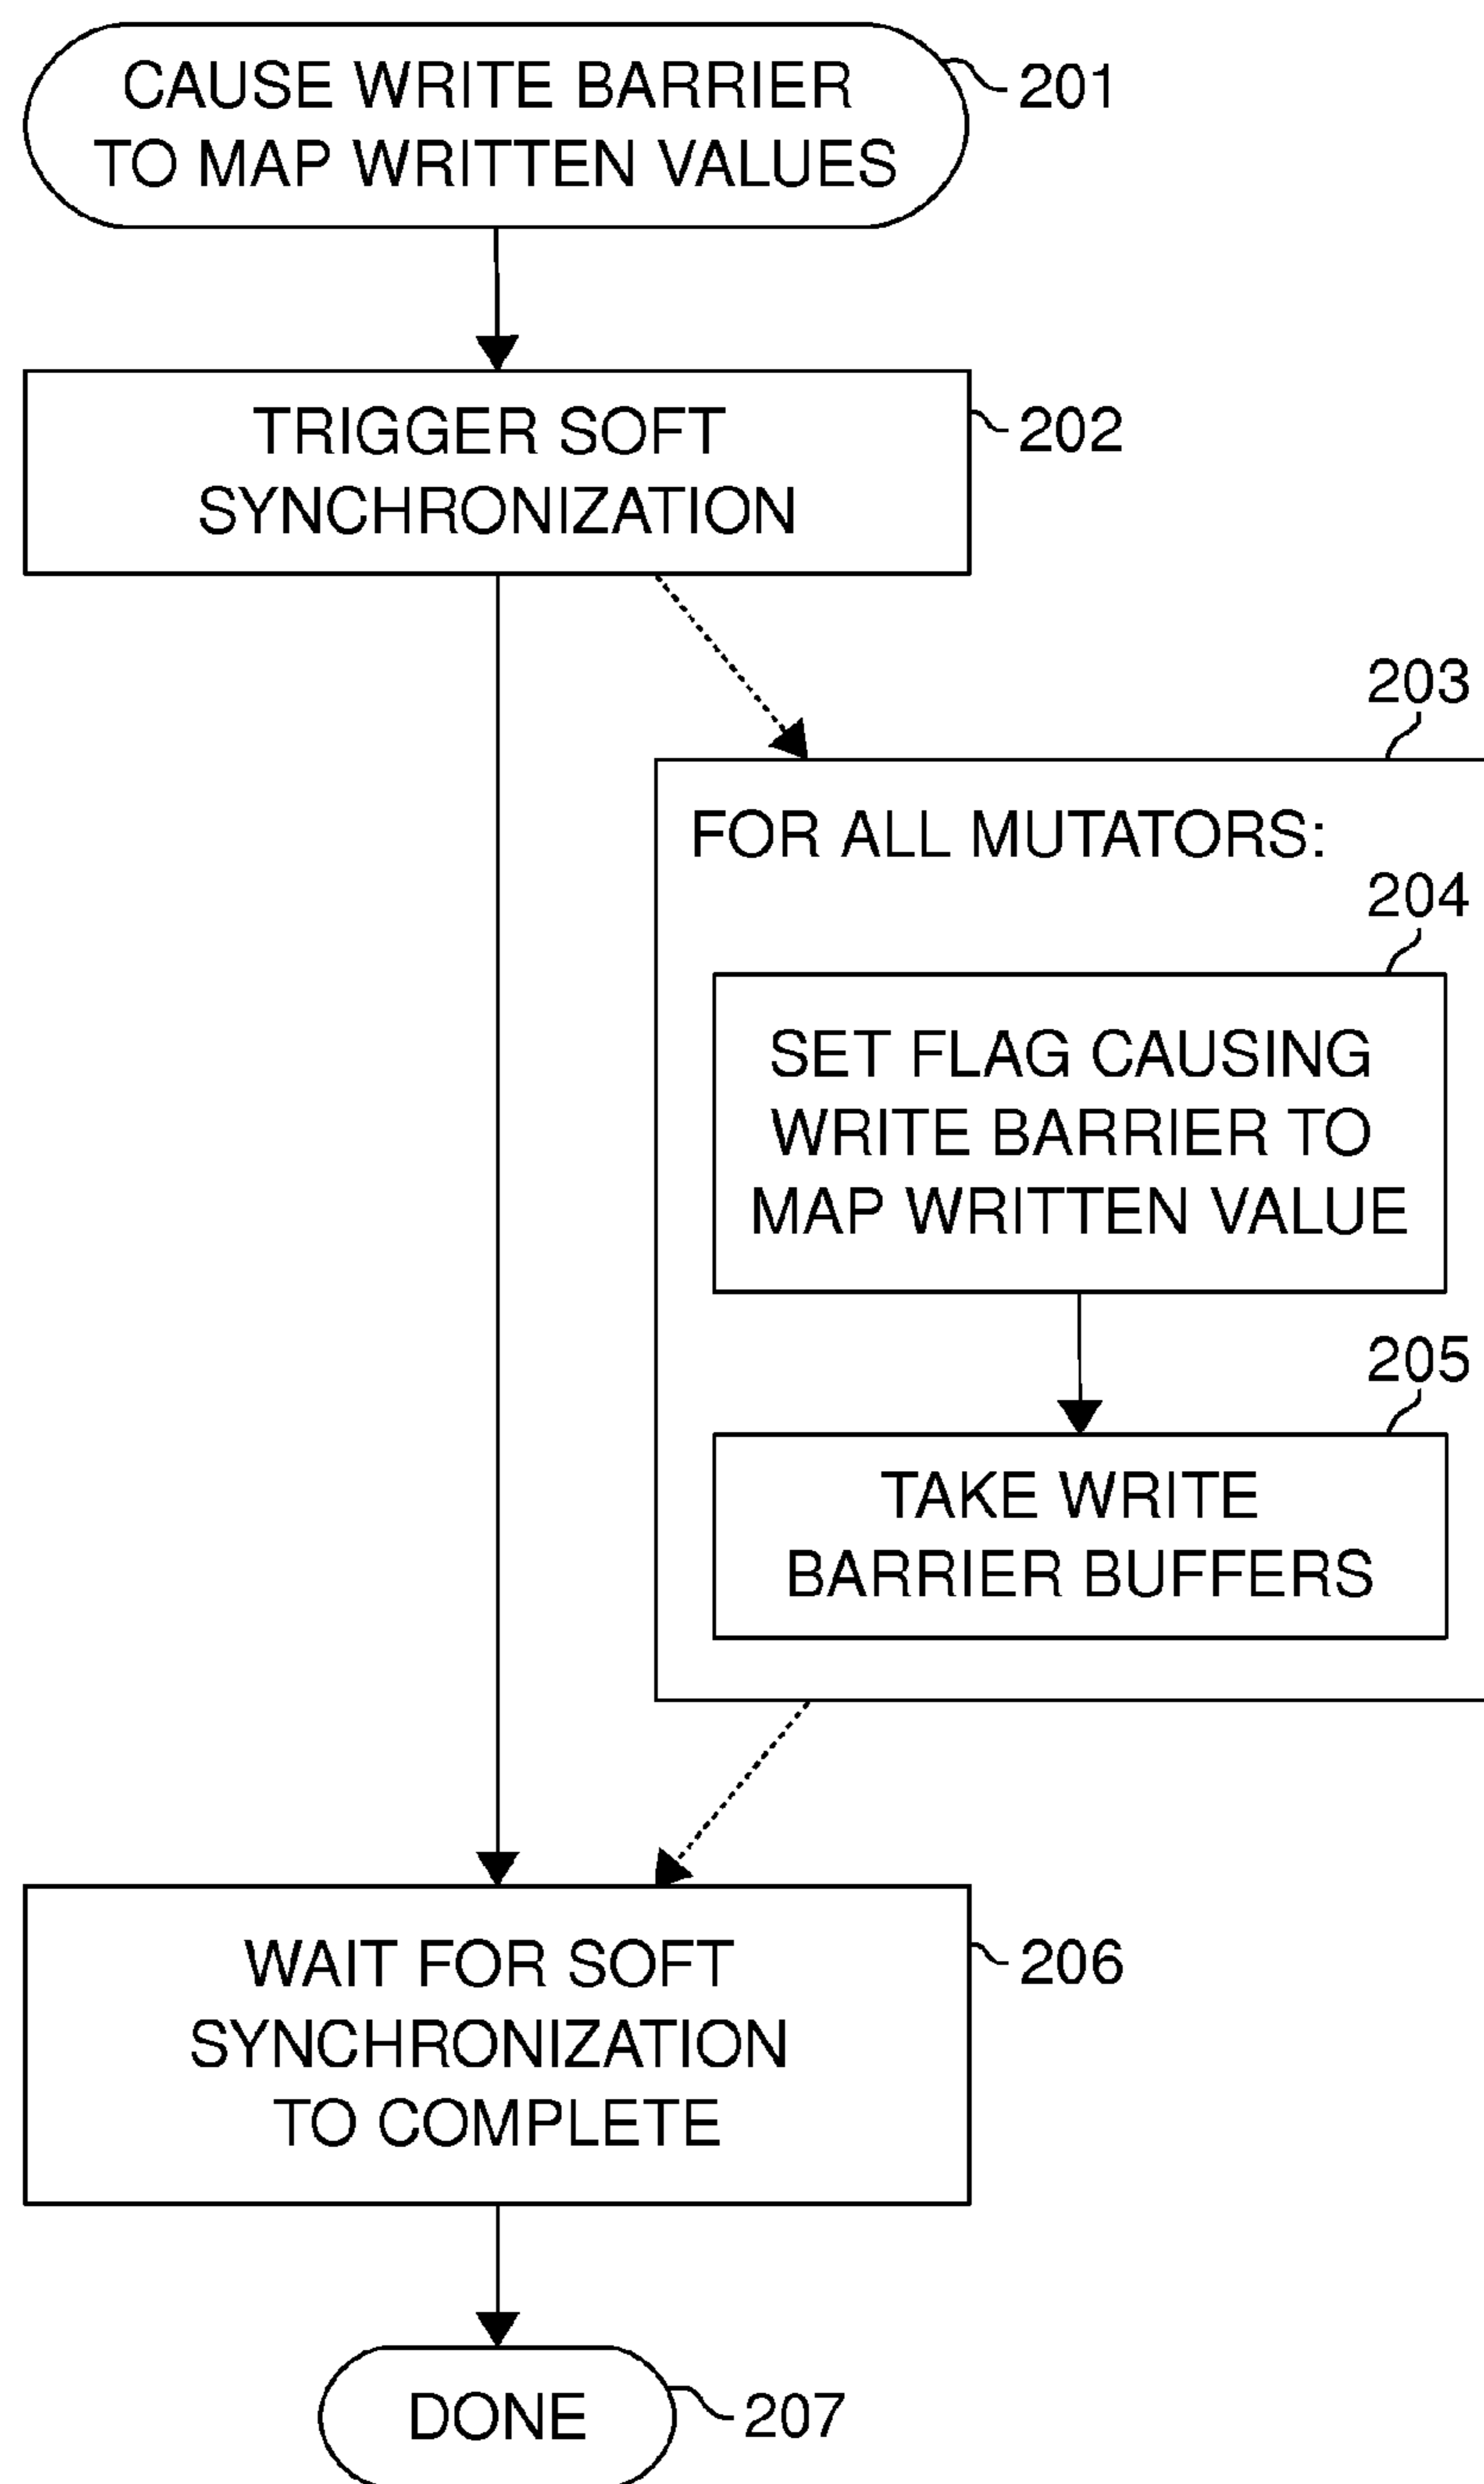 CAUSE WRITE BARRIER
TO MAP WRITTEN VALUES
201
TRIGGER SOFT
SYNCHRONIZATION
202
203
FOR ALL MUTATORS:
204
SET FLAG CAUSING
WRITE BARRIER TO
MAP WRITTEN VALUE
205
TAKE WRITE
BARRIER BUFFERS
WAIT FOR SOFT
SYNCHRONIZATION
TO COMPLETE
206
DONE
207